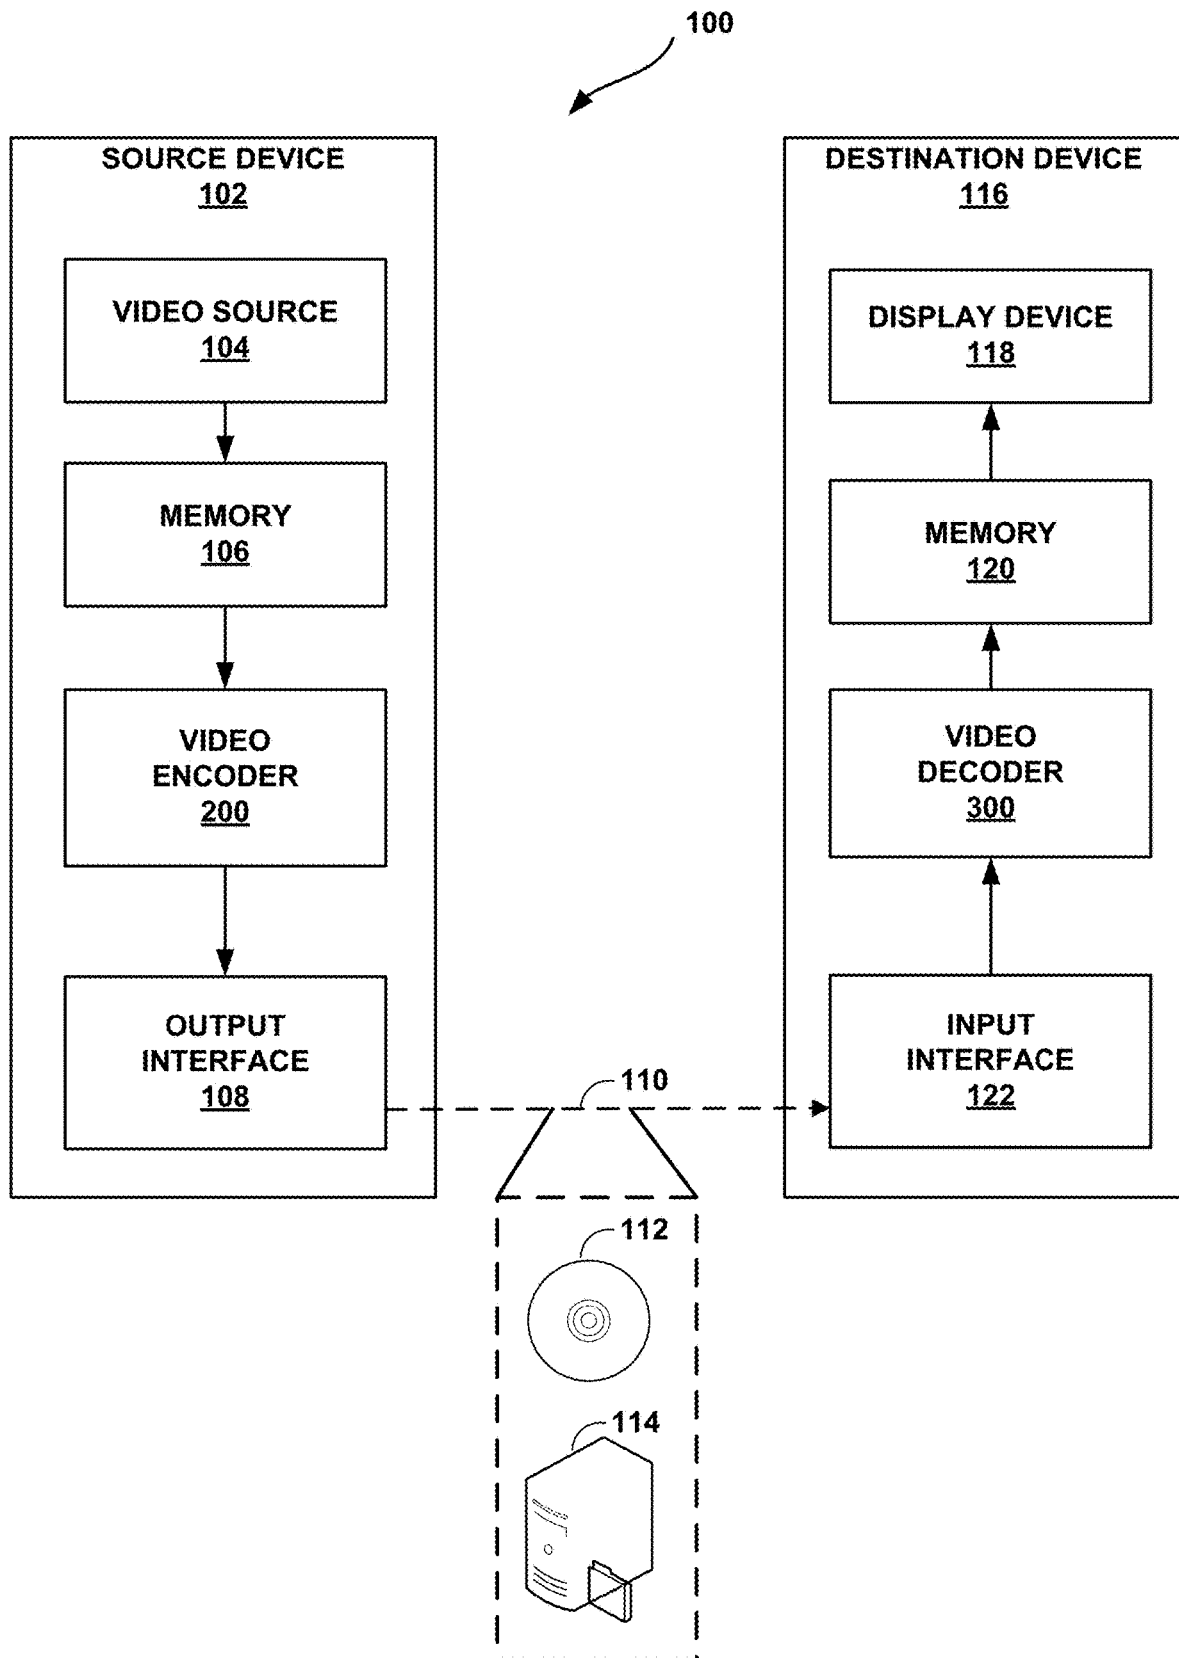 100
SOURCE DEVICE
102
VIDEO SOURCE
104
MEMORY
106
VIDEO
ENCODER
200
OUTPUT
INTERFACE
108
DESTINATION DEVICE
116
DISPLAY DEVICE
118
MEMORY
120
VIDEO
DECODER
300
INPUT
INTERFACE
122
110
112
114